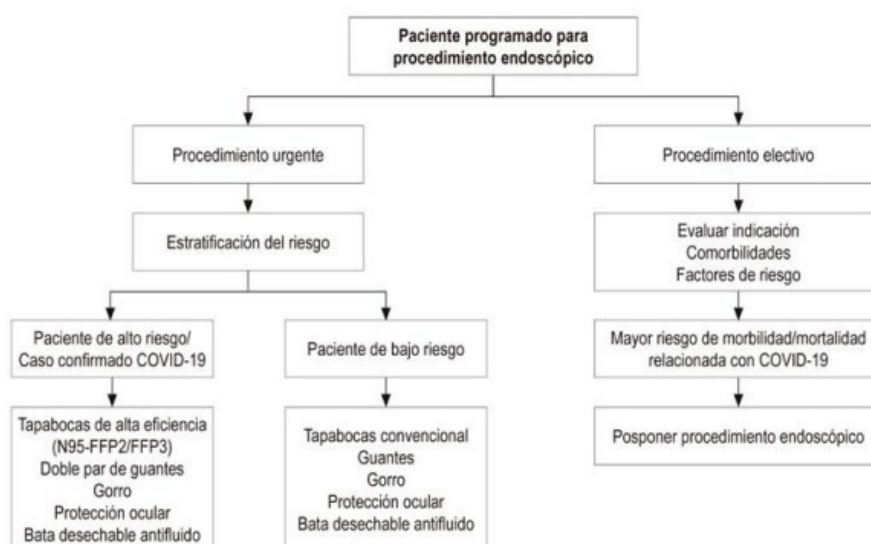 Paciente programado para
procedimiento endoscópico
Procedimiento urgente
Procedimiento electivo
Estratificación del riesgo
Evaluar indicación
Comorbilidades
Factores de riesgo
Paciente de alto riesgo/
Caso confirmado COVID-19
Paciente de bajo riesgo
Mayor riesgo de morbilidad/mortalidad
relacionada con COVID-19
Tapabocas de alta eficiencia
(N95-FFP2/FFP3)
Doble par de guantes
Gorro
Protección ocular
Bata desechable antifluido
Tapabocas convencional
Guantes
Gorro
Protección ocular
Bata desechable antifluido
Posponer procedimiento endoscópico